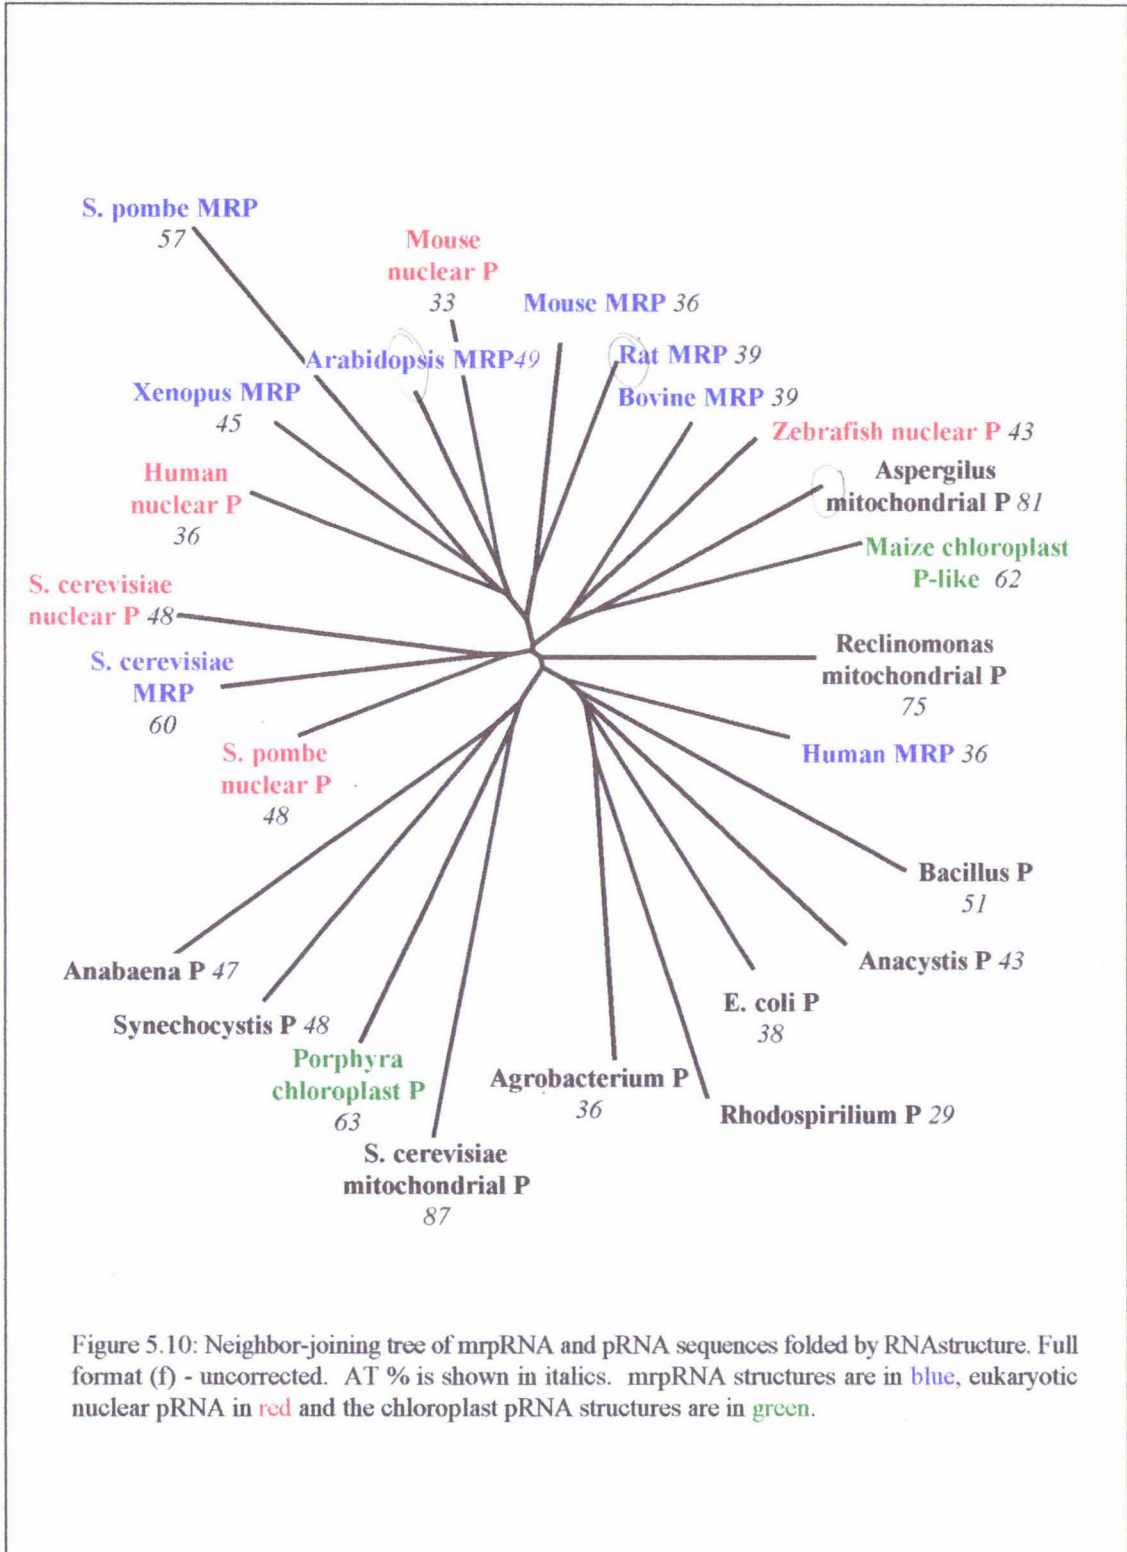 S. pombe MRP
57
Mouse
nuclear P
33
Mouse MRP 36
Arabidopsis MRP49
Rat MRP 39
Xenopus MRP
45
Bovine MRP 39
Zebrafish nuclear P 43
Human
nuclear P
36
Aspergilus
mitochondrial P 81
Maize chloroplast
P-like 62
S. cerevisiae
nuclear P 48
Reclinomonas
mitochondrial P
75
S. cerevisiae
MRP
60
Human MRP 36
S. pombe
nuclear P
48
Bacillus P
51
Anabaena P 47
Anacystis P 43
E. coli P
38
Synechocystis P 48
Porphyra
chloroplast P
63
Agrobacterium P
36
Rhodospirilium P 29
S. cerevisiae
mitochondrial P
87
Figure 5.10: Neighbor-joining tree of mrpRNA and pRNA sequences folded by RNAstructure. Full
format (f) - uncorrected. AT % is shown in italics. mrpRNA structures are in blue, eukaryotic
nuclear pRNA in red and the chloroplast pRNA structures are in green.